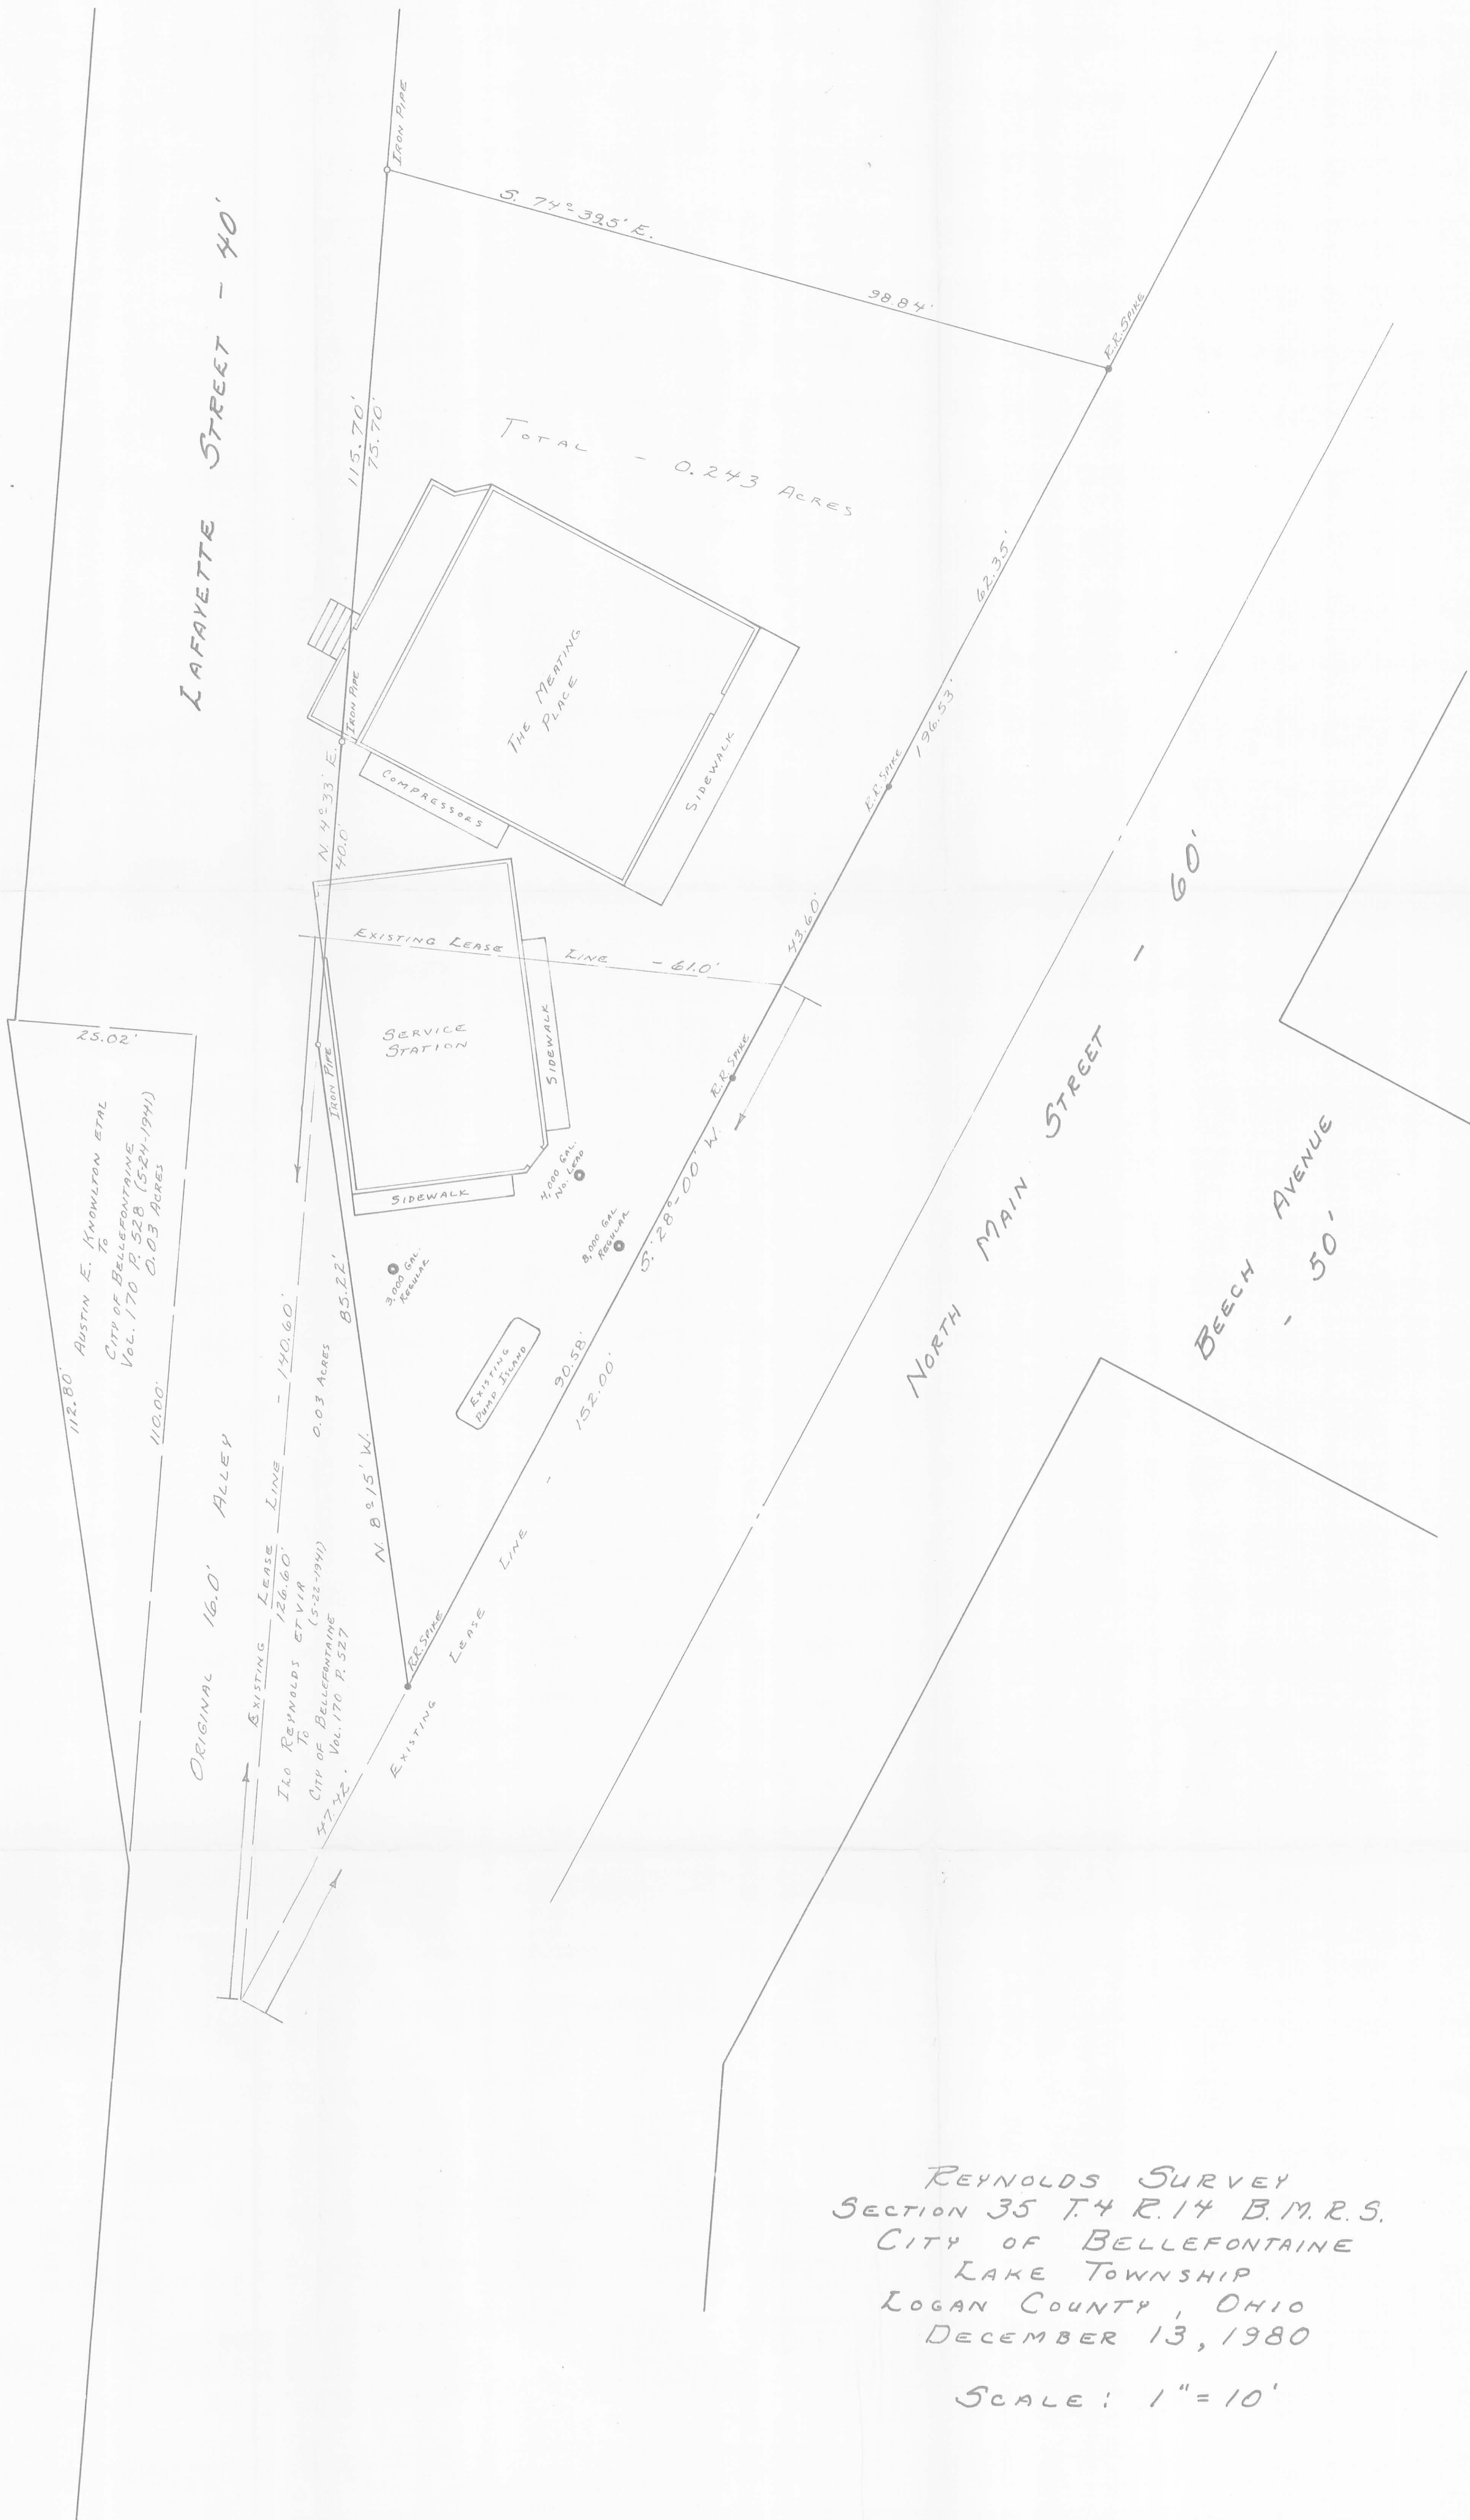 IRON PIPE
S. 74°-39.5' E.
98.84'
R.R. SPIKE
LAFAYETTE STREET - 40'
115.70'
75.70'
TOTAL - 0.243 ACRES
62.35'
196.53'
R.R. SPIKE
THE MEATING
PLACE
SIDEWALK
IRON PIPE
COMPRESSORS
N. 4°-33' E.
40.0'
43.60'
EXISTING LEASE LINE - 61.0'
SERVICE
STATION
SIDEWALK
IRON PIPE
SIDEWALK
R.R. SPIKE
S. 28°-00' W.
4,000 GAL.
NO. LEAD
8,000 GAL.
REGULAR
3,000 GAL.
REGULAR
EXISTING
PUMP ISLAND
90.58'
152.00'
NORTH MAIN STREET - 60'
BEECH AVENUE
- 50'
25.02'
112.80'
AUSTIN E. KNOWLTON ETAL
TO
CITY OF BELLEFONTAINE
VOL. 170 P. 528 (5-24-1941)
0.03 ACRES
110.00'
ORIGINAL 16.0' ALLEY
EXISTING LEASE LINE - 140.60'
126.60'
0.03 ACRES
85.22'
N. 8°-15' W.
ILO REYNOLDS ET VIR
TO (5-22-1941)
CITY OF BELLEFONTAINE
VOL. 170 P. 527
47.42'
R.R. SPIKE
EXISTING LEASE LINE -
REYNOLDS SURVEY
SECTION 35 T.4 R.14 B.M.R.S.
CITY OF BELLEFONTAINE
LAKE TOWNSHIP
LOGAN COUNTY, OHIO
DECEMBER 13, 1980
SCALE: 1"=10'